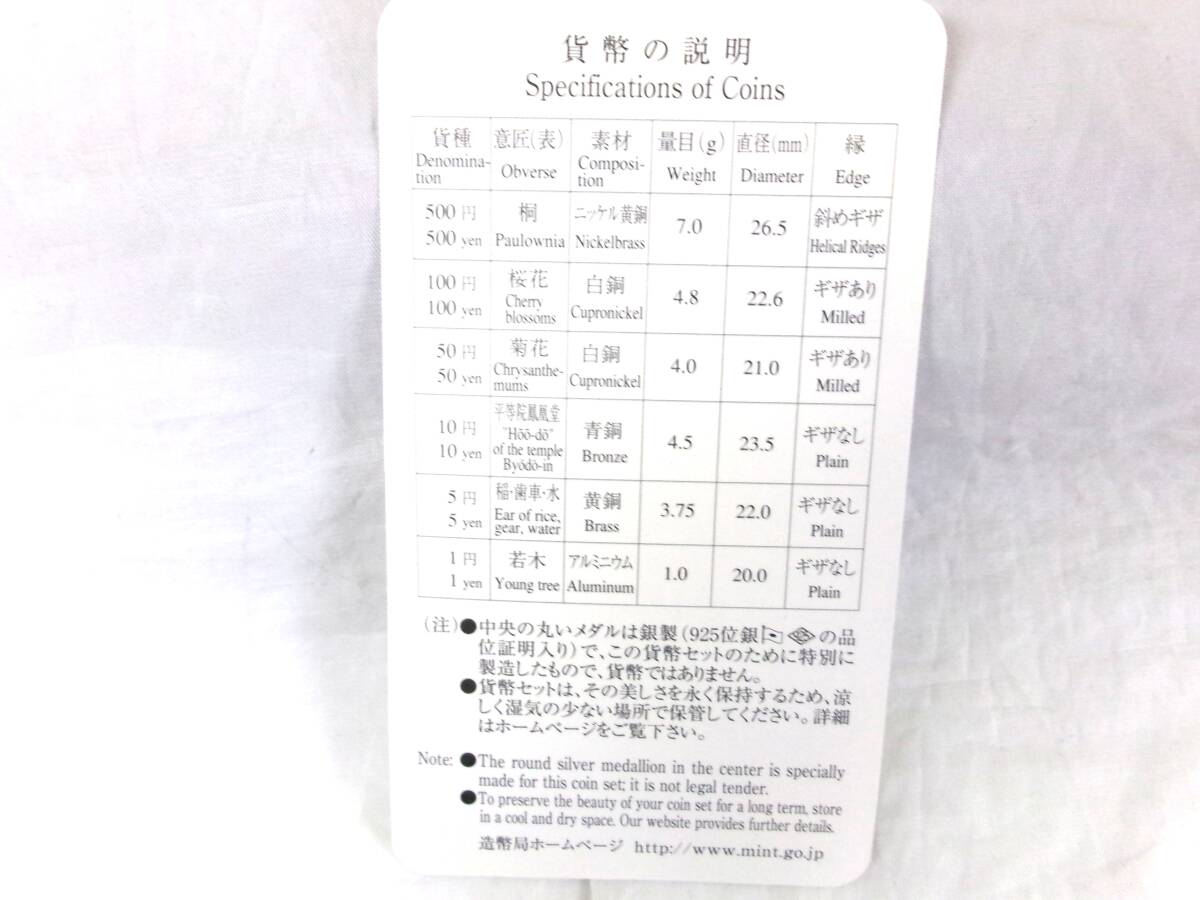 貨幣の説明
Specifications of Coins
貨種 意匠(表) 素材 量目(g) 直径(mm) 縁
Denomina-tion Obverse Composi-tion Weight Diameter Edge
500円 桐 ニッケル黄銅 7.0 26.5 斜めギザ
500 yen Paulownia Nickelbrass Helical Ridges
100円 桜花 白銅 4.8 22.6 ギザあり
100 yen Cherry blossoms Cupronickel Milled
50円 菊花 白銅 4.0 21.0 ギザあり
50 yen Chrysanthe-mums Cupronickel Milled
10円 平等院鳳凰堂 青銅 4.5 23.5 ギザなし
10 yen "Hōō-dō" of the temple Byōdō-in Bronze Plain
5円 稲・歯車・水 黄銅 3.75 22.0 ギザなし
5 yen Ear of rice, gear, water Brass Plain
1円 若木 アルミニウム 1.0 20.0 ギザなし
1 yen Young tree Aluminum Plain
(注)●中央の丸いメダルは銀製(925位銀の品
位証明入り)で、この貨幣セットのために特別に
製造したもので、貨幣ではありません。
●貨幣セットは、その美しさを永く保持するため、涼
しく湿気の少ない場所で保管してください。詳細
はホームページをご覧下さい。
Note: ●The round silver medallion in the center is specially
made for this coin set; it is not legal tender.
●To preserve the beauty of your coin set for a long term, store
in a cool and dry space. Our website provides further details.
造幣局ホームページ http://www.mint.go.jp